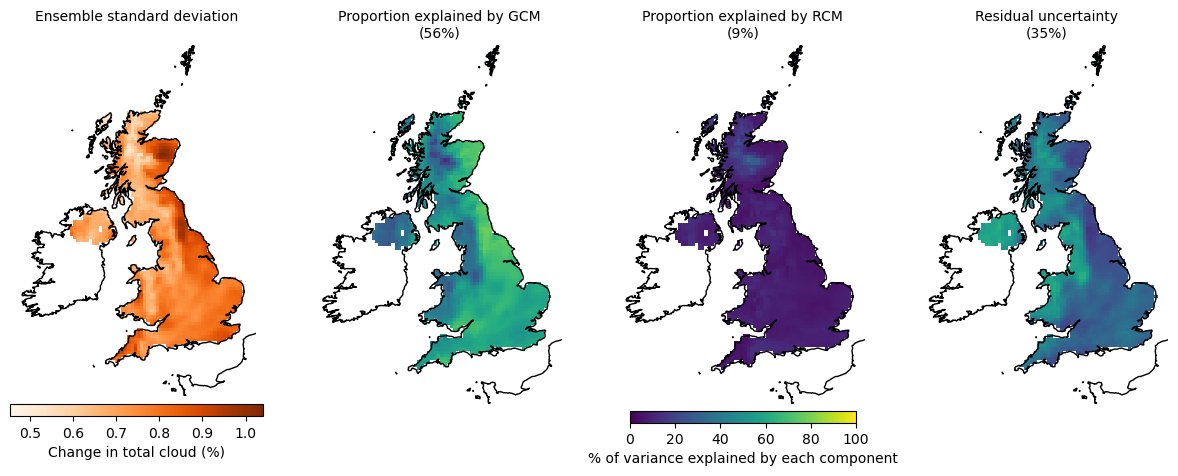 Ensemble standard deviation
Proportion explained by GCM
(56%)
Proportion explained by RCM
(9%)
Residual uncertainty
(35%)
0.5 0.6 0.7 0.8 0.9 1.0
Change in total cloud (%)
0 20 40 60 80 100
% of variance explained by each component